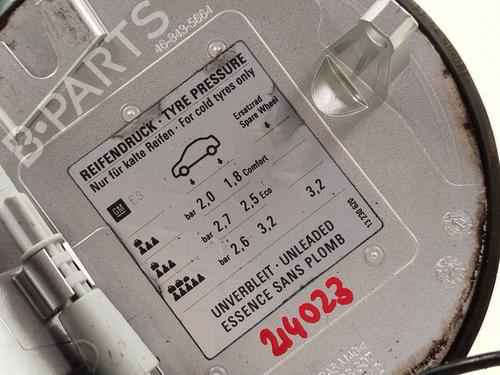 46-849-5664
B-PARTS
REIFENDRUCK · TYRE PRESSURE
Nur für kalte Reifen · For cold tyres only
Ersatzrad
Spare Wheel
GM ES
bar 2,0 1,8 Comfort
bar 2,7 2,5 Eco
bar 2,6 3,2 3,2
13 230 620
UNVERBLEIT · UNLEADED
ESSENCE SANS PLOMB
214023